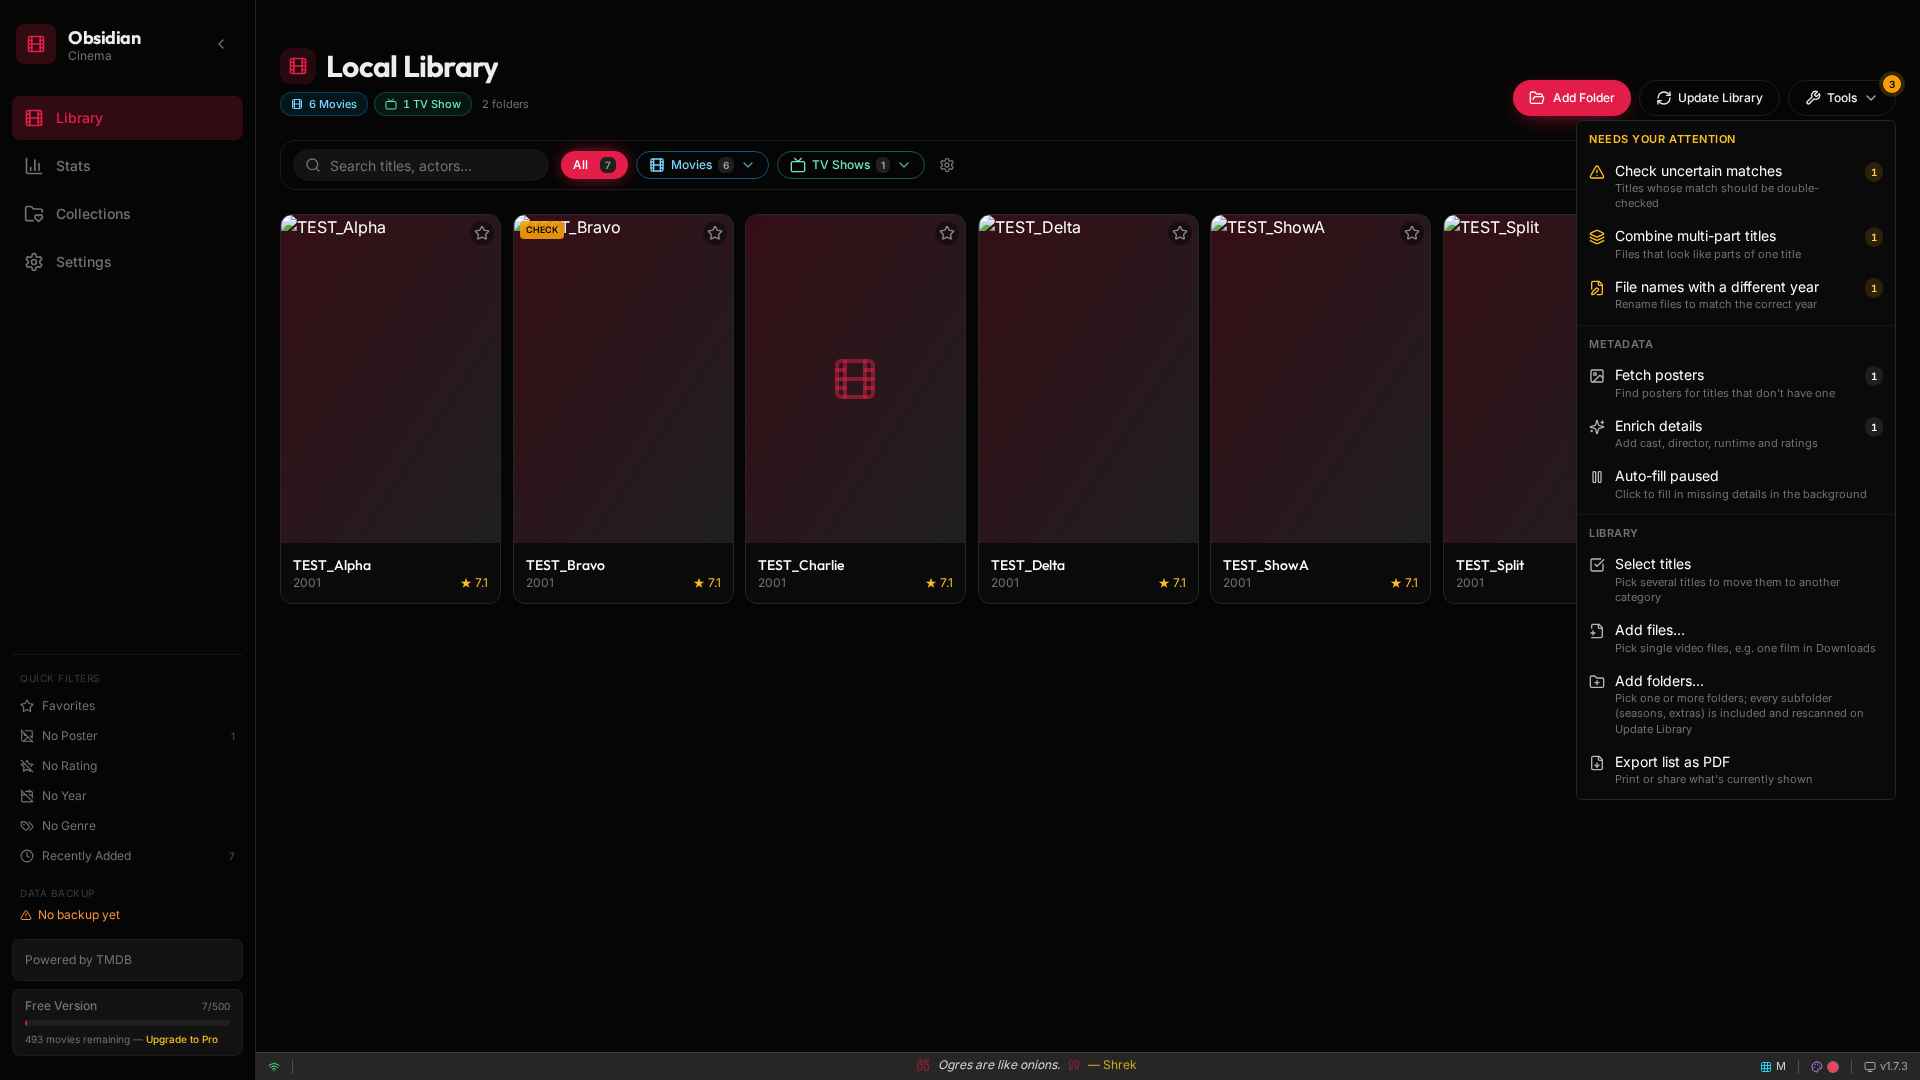 Obsidian
Cinema
Library
Stats
Collections
Settings
QUICK FILTERS
Favorites
No Poster 1
No Rating
No Year
No Genre
Recently Added 7
DATA BACKUP
No backup yet
Powered by TMDB
Free Version 7/500
493 movies remaining — Upgrade to Pro
Local Library
6 Movies 1 TV Show 2 folders
Add Folder Update Library Tools 3
Search titles, actors... All 7 Movies 6 TV Shows 1
TEST_Alpha
CHECK T_Bravo
TEST_Delta
TEST_ShowA
TEST_Split
TEST_Alpha
2001 ★ 7.1
TEST_Bravo
2001 ★ 7.1
TEST_Charlie
2001 ★ 7.1
TEST_Delta
2001 ★ 7.1
TEST_ShowA
2001 ★ 7.1
TEST_Split
2001
NEEDS YOUR ATTENTION
Check uncertain matches 1
Titles whose match should be double-
checked
Combine multi-part titles 1
Files that look like parts of one title
File names with a different year 1
Rename files to match the correct year
METADATA
Fetch posters 1
Find posters for titles that don't have one
Enrich details 1
Add cast, director, runtime and ratings
Auto-fill paused
Click to fill in missing details in the background
LIBRARY
Select titles
Pick several titles to move them to another
category
Add files...
Pick single video files, e.g. one film in Downloads
Add folders...
Pick one or more folders; every subfolder
(seasons, extras) is included and rescanned on
Update Library
Export list as PDF
Print or share what's currently shown
Ogres are like onions. — Shrek
M v1.7.3